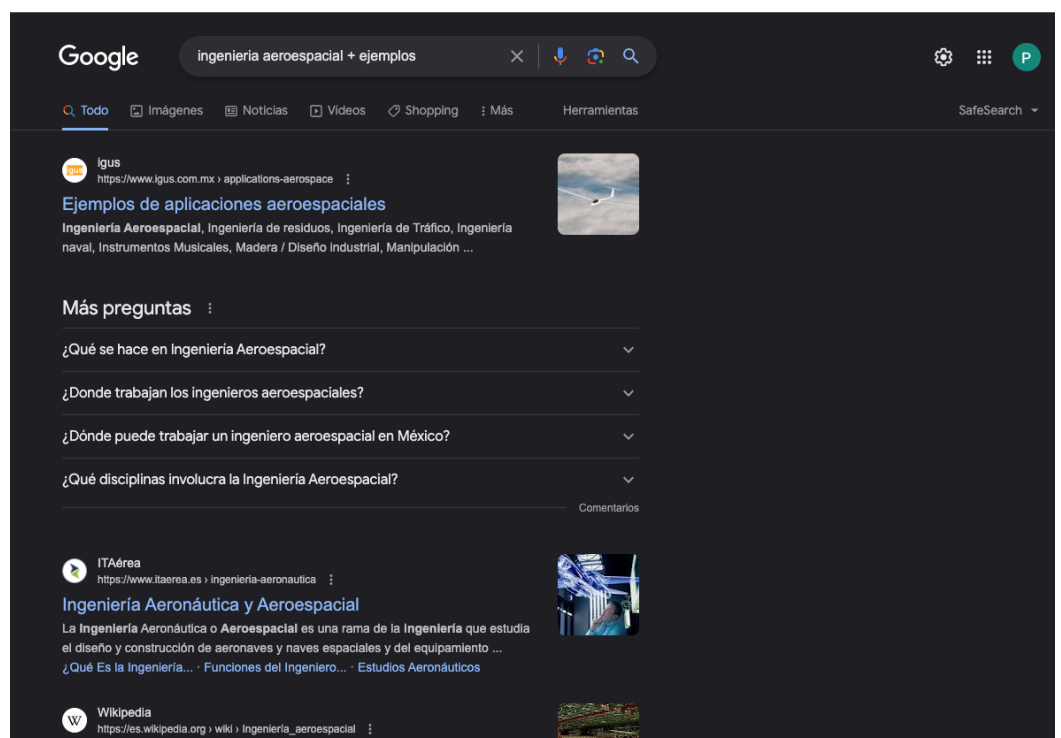 Google
ingenieria aeroespacial + ejemplos
P
Todo Imágenes Noticias Vídeos Shopping Más Herramientas SafeSearch
igus
igus
https://www.igus.com.mx › applications-aerospace
Ejemplos de aplicaciones aeroespaciales
Ingeniería Aeroespacial, Ingeniería de residuos, Ingeniería de Tráfico, Ingeniería
naval, Instrumentos Musicales, Madera / Diseño industrial, Manipulación ...
Más preguntas
¿Qué se hace en Ingeniería Aeroespacial?
¿Donde trabajan los ingenieros aeroespaciales?
¿Dónde puede trabajar un ingeniero aeroespacial en México?
¿Qué disciplinas involucra la Ingeniería Aeroespacial?
Comentarios
ITAérea
https://www.itaerea.es › ingenieria-aeronautica
Ingeniería Aeronáutica y Aeroespacial
La Ingeniería Aeronáutica o Aeroespacial es una rama de la Ingeniería que estudia
el diseño y construcción de aeronaves y naves espaciales y del equipamiento ...
¿Qué Es la Ingeniería... · Funciones del Ingeniero... · Estudios Aeronáuticos
W
Wikipedia
https://es.wikipedia.org › wiki › Ingeniería_aeroespacial